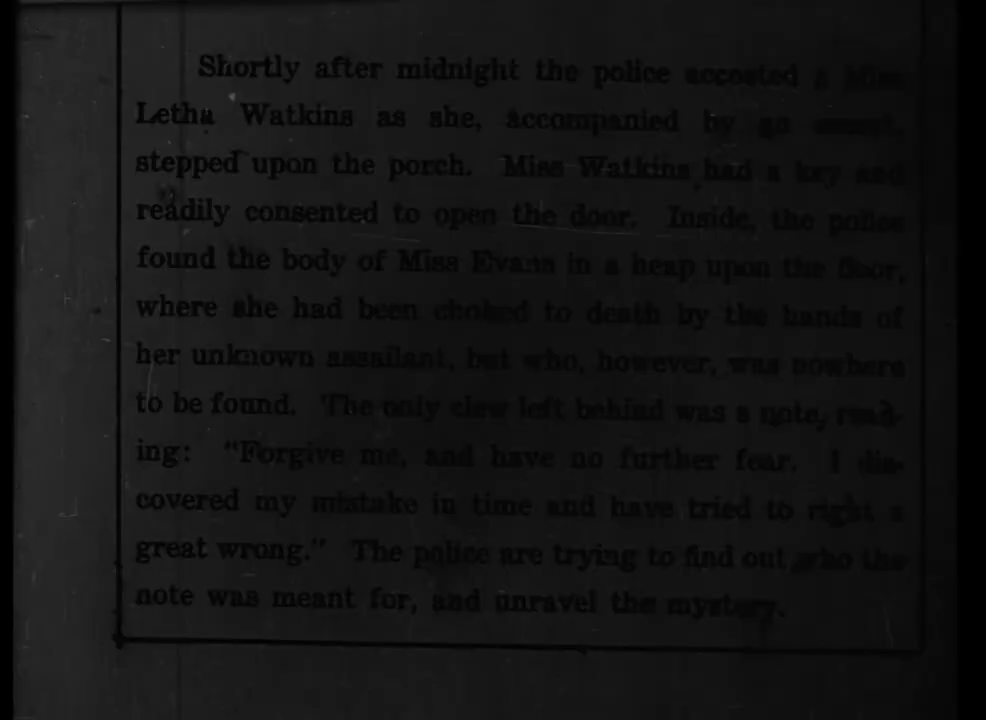 Shortly after midnight the police accosted a Miss
Letha Watkins as she, accompanied by an escort,
stepped upon the porch. Miss Watkins had a key and
readily consented to open the door. Inside, the police
found the body of Miss Evans in a heap upon the floor,
where she had been choked to death by the hands of
her unknown assailant, but who, however, was nowhere
to be found. The only clew left behind was a note, read-
ing: "Forgive me, and have no further fear. I dis-
covered my mistake in time and have tried to right a
great wrong." The police are trying to find out who the
note was meant for, and unravel the mystery.